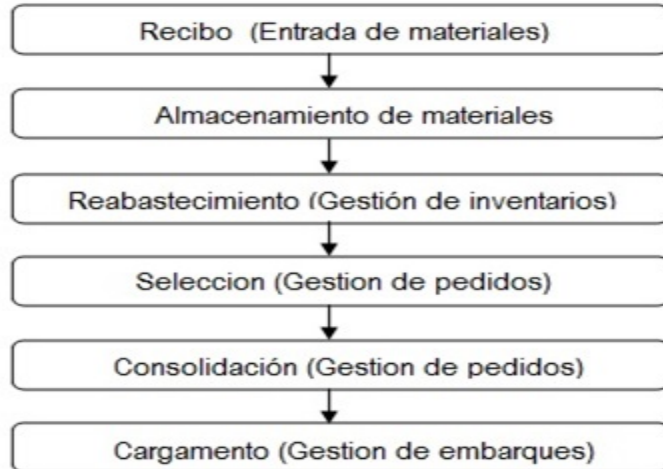 Recibo (Entrada de materiales)
Almacenamiento de materiales
Reabastecimiento (Gestión de inventarios)
Seleccion (Gestion de pedidos)
Consolidación (Gestion de pedidos)
Cargamento (Gestion de embarques)